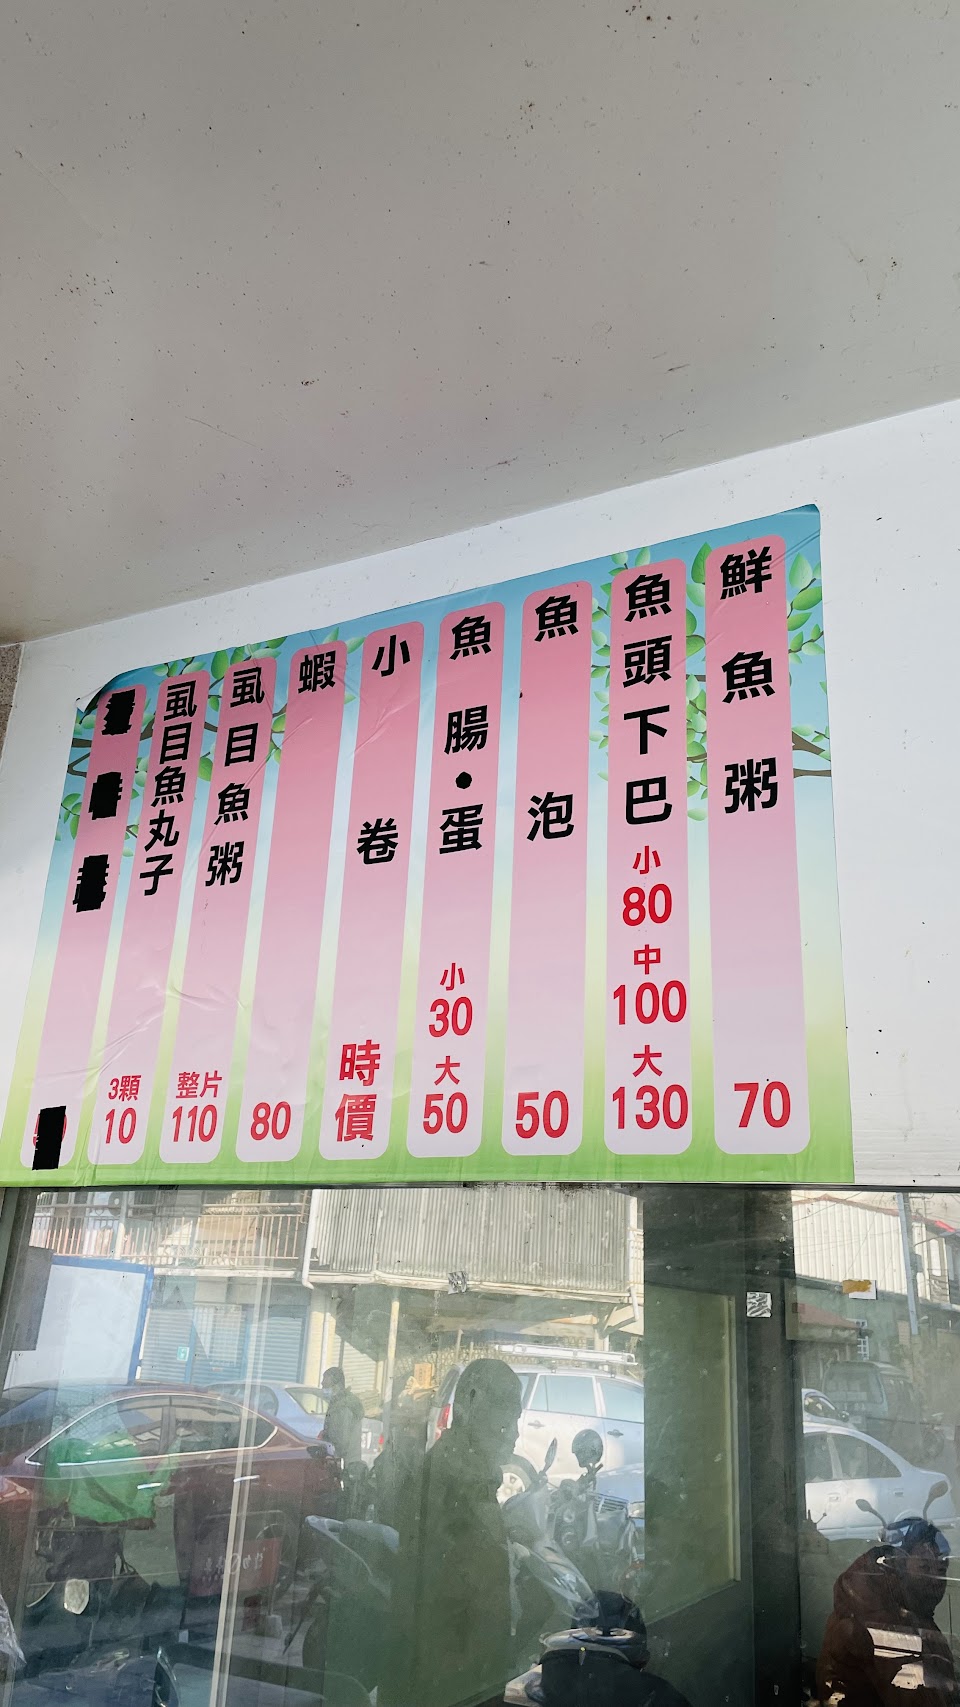 鮮魚粥
70
魚頭下巴
小
80
中
100
大
130
魚泡
50
魚腸•蛋
小
30
大
50
小卷
時價
蝦
80
虱目魚粥
整片
110
虱目魚丸子
3顆
10